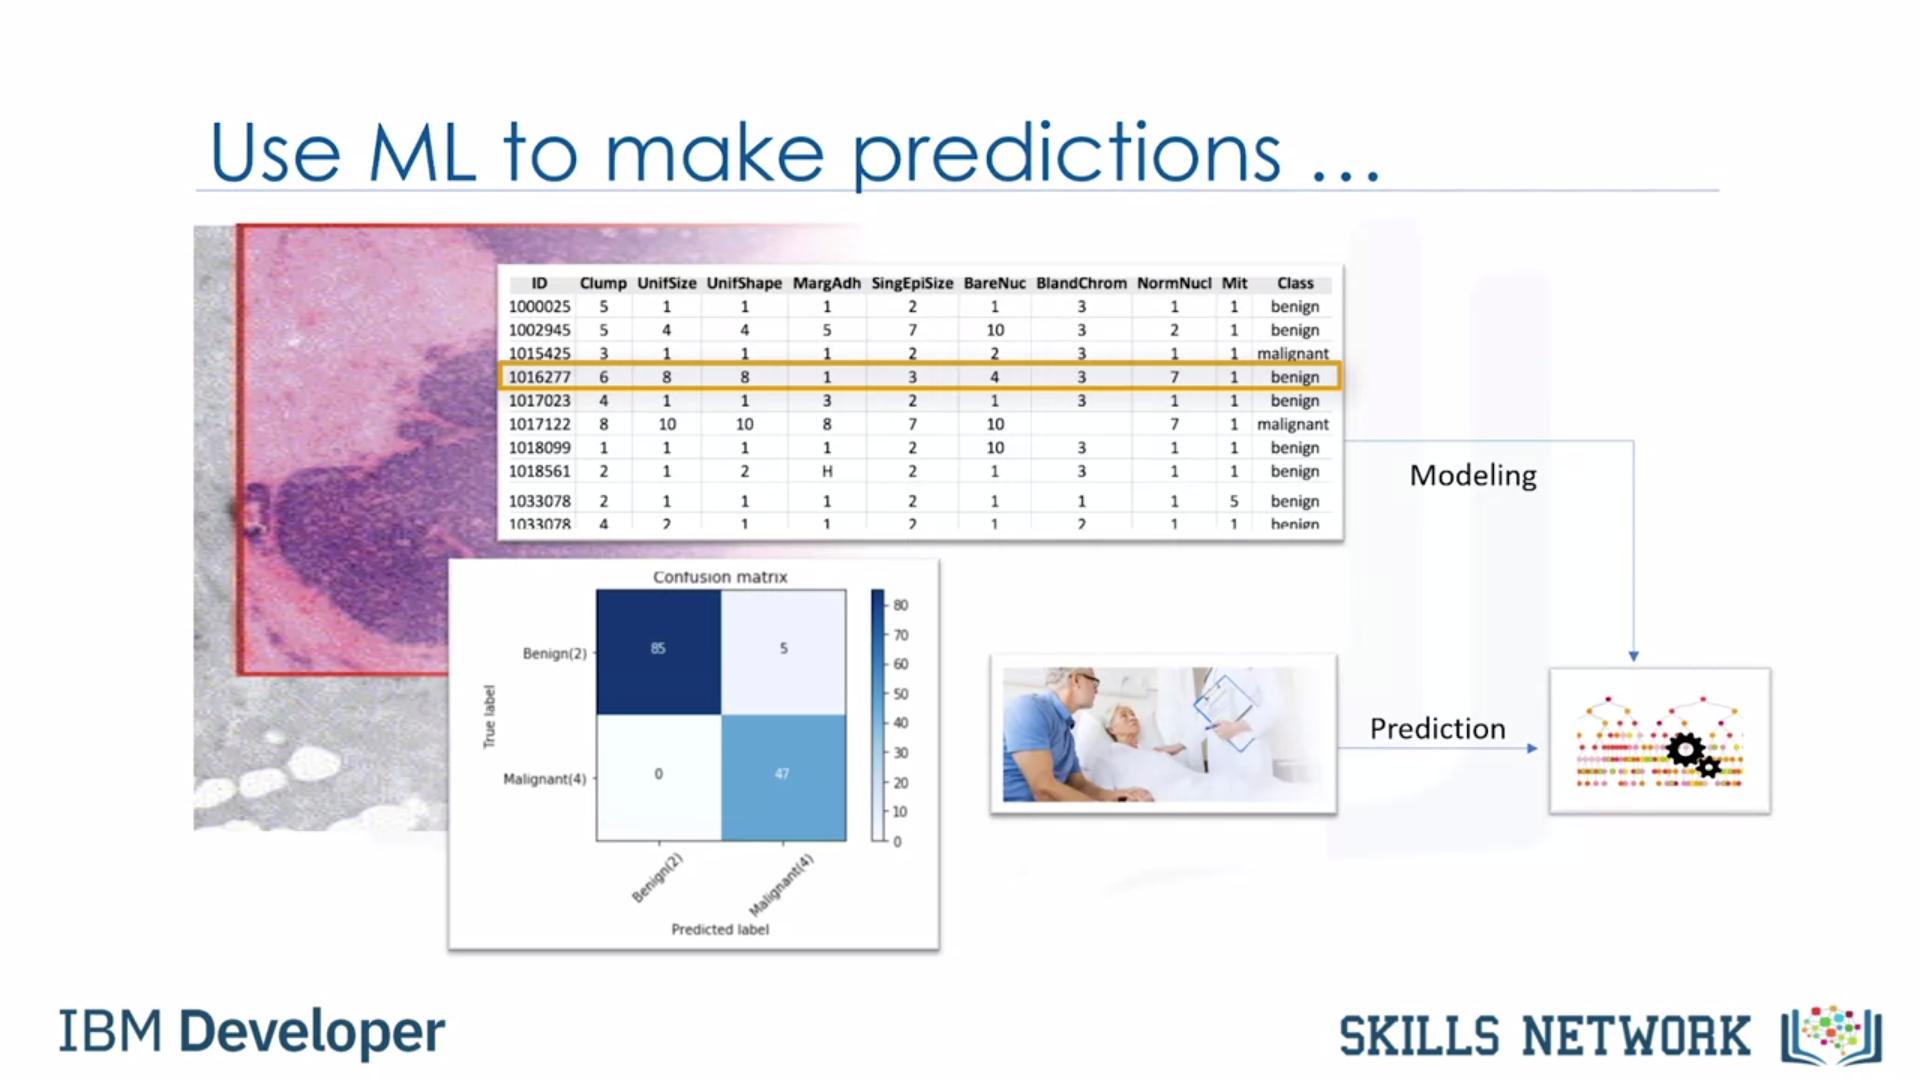 Use ML to make predictions ...
ID Clump UnifSize UnifShape MargAdh SingEpiSize BareNuc BlandChrom NormNucl Mit Class
1000025 5 1 1 1 2 1 3 1 1 benign
1002945 5 4 4 5 7 10 3 2 1 benign
1015425 3 1 1 1 2 2 3 1 1 malignant
1016277 6 8 8 1 3 4 3 7 1 benign
1017023 4 1 1 3 2 1 3 1 1 benign
1017122 8 10 10 8 7 10 7 1 malignant
1018099 1 1 1 1 2 10 3 1 1 benign
1018561 2 1 2 H 2 1 3 1 1 benign
1033078 2 1 1 1 2 1 1 1 5 benign
1033078 4 2 1 1 2 1 2 1 1 benign
Modeling
Confusion matrix
Benign(2)
Malignant(4)
True label
85 5
0 47
80
70
60
50
40
30
20
10
0
Benign(2)
Malignant(4)
Predicted label
Prediction
IBM Developer
SKILLS NETWORK